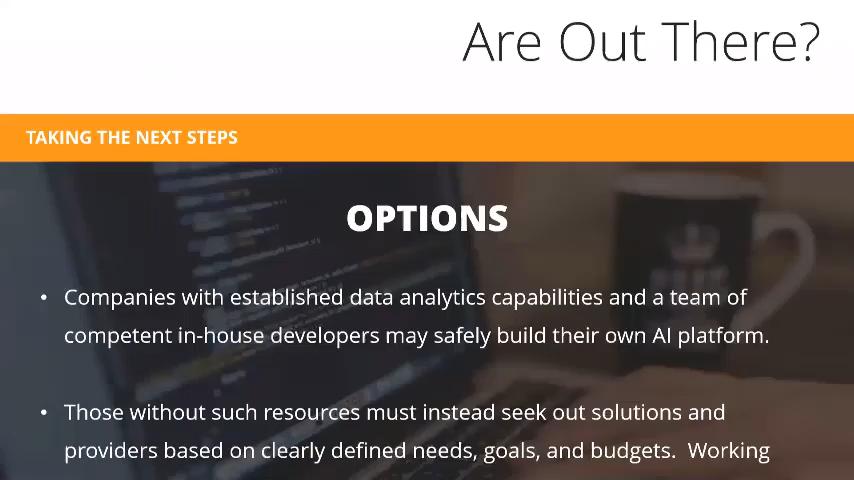 Are Out There?
TAKING THE NEXT STEPS
OPTIONS
• Companies with established data analytics capabilities and a team of
competent in-house developers may safely build their own AI platform.
• Those without such resources must instead seek out solutions and
providers based on clearly defined needs, goals, and budgets.  Working